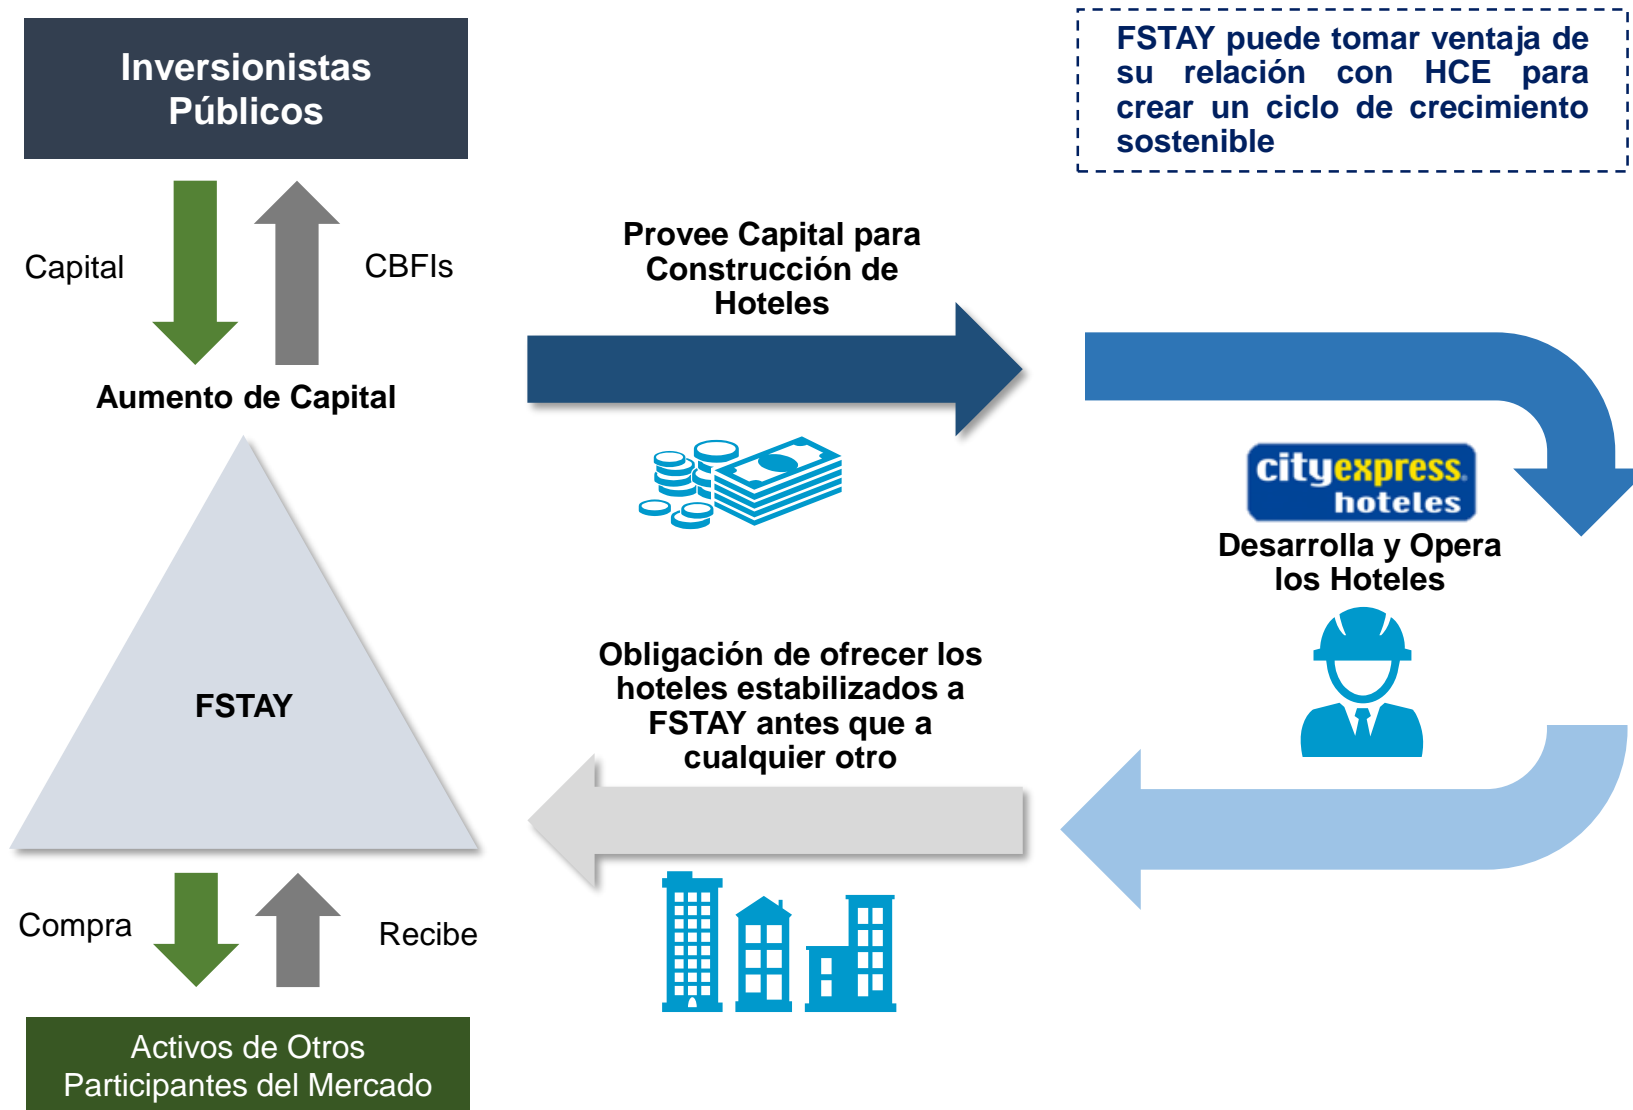 Inversionistas
Públicos
FSTAY puede tomar ventaja de
su relación con HCE para
crear un ciclo de crecimiento
sostenible
Capital
CBFIs
Provee Capital para
Construcción de
Hoteles
Aumento de Capital
cityexpress.
hoteles
Desarrolla y Opera
los Hoteles
Obligación de ofrecer los
hoteles estabilizados a
FSTAY antes que a
cualquier otro
FSTAY
Compra
Recibe
Activos de Otros
Participantes del Mercado